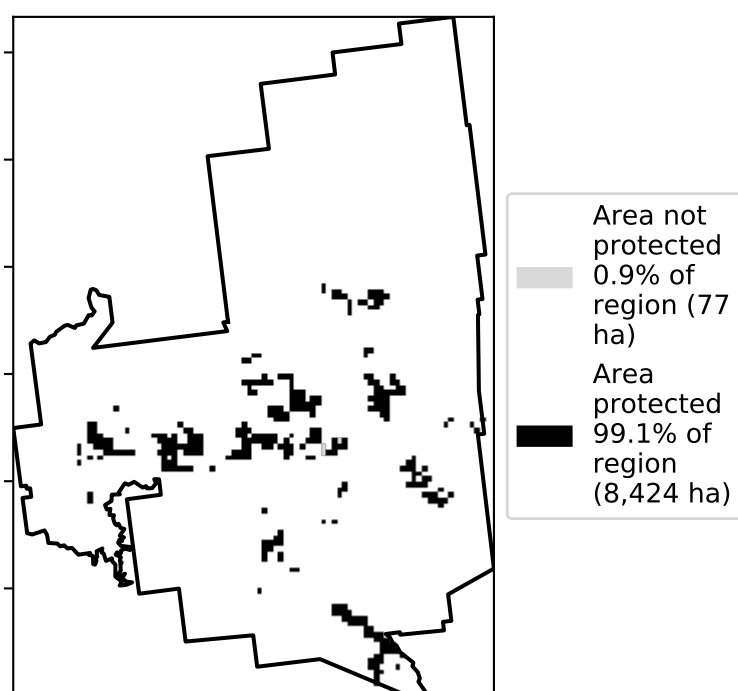 Area not
protected
0.9% of
region (77
ha)
Area
protected
99.1% of
region
(8,424 ha)